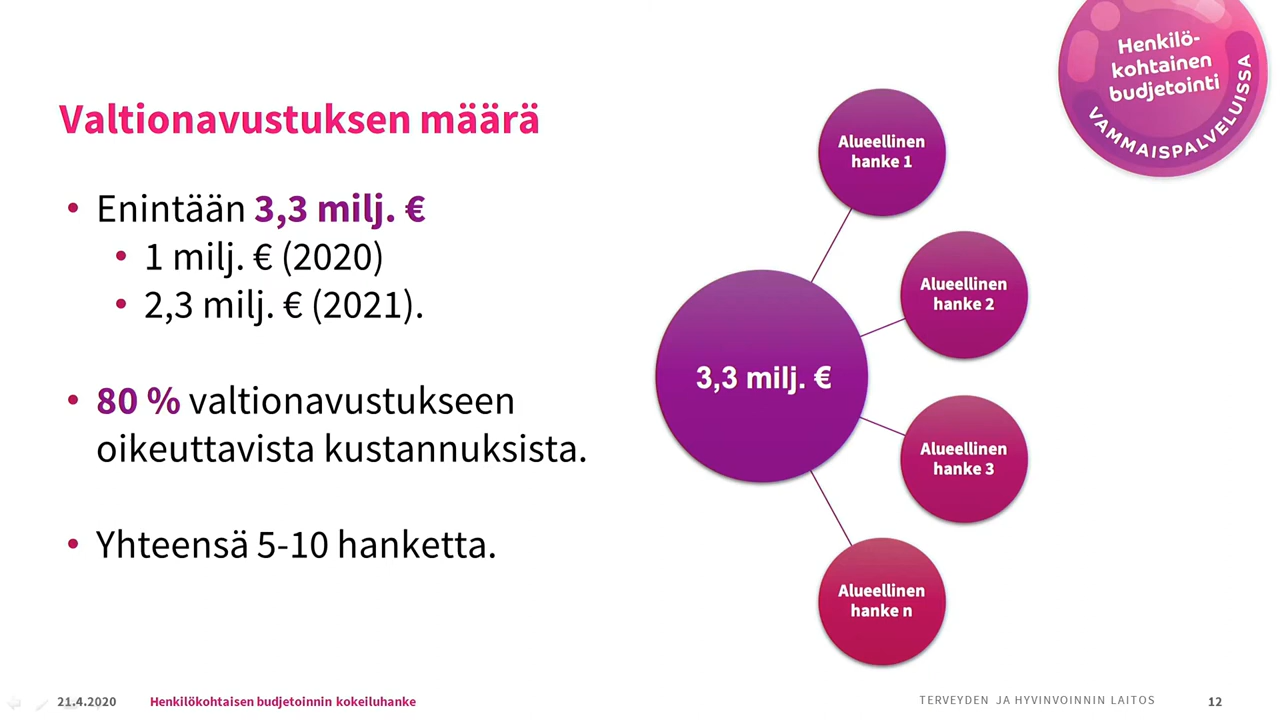 Valtionavustuksen määrä
• Enintään 3,3 milj. €
• 1 milj. € (2020)
• 2,3 milj. € (2021).
• 80 % valtionavustukseen
oikeuttavista kustannuksista.
• Yhteensä 5-10 hanketta.
3,3 milj. €
Alueellinen
hanke 1
Alueellinen
hanke 2
Alueellinen
hanke 3
Alueellinen
hanke n
Henkilö-
kohtainen
budjetointi
VAMMAISPALVELUISSA
21.4.2020
Henkilökohtaisen budjetoinnin kokeiluhanke
TERVEYDEN JA HYVINVOINNIN LAITOS
12